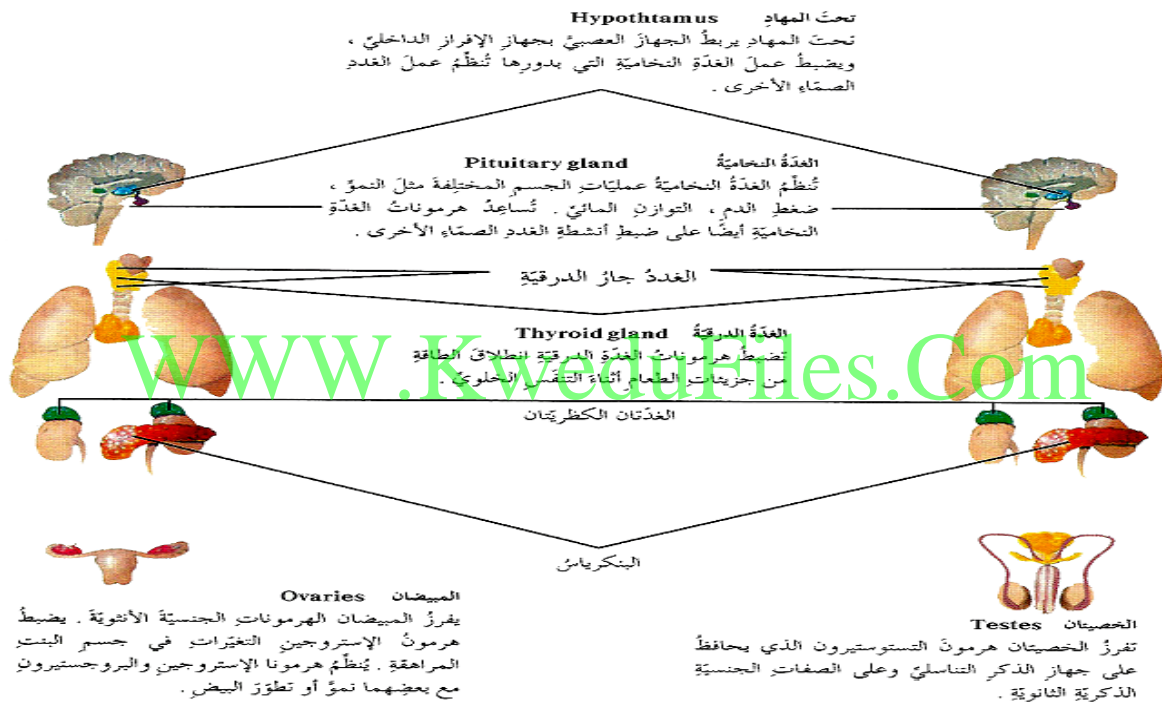 تحتَ المهادِ Hypothtamus
تحتَ المهادِ يربطُ الجهازَ العصبيَّ بجهازِ الإفرازِ الداخليِّ ،
ويضبطُ عملَ الغدّةِ النخاميّةِ التي بدورِها تُنظِّمُ عملَ الغددِ
الصمّاءِ الأخرى .
الغدّةُ النخاميّةُ Pituitary gland
تُنظِّمُ الغدّةُ النخاميّةُ عمليّاتِ الجسمِ المختلِفةَ مثلَ النموِّ ،
ضغطِ الدمِ ، التوازنِ المائيِّ . تُساعِدُ هرموناتُ الغدّةِ
النخاميّةِ أيضًا على ضبطِ أنشطةِ الغددِ الصمّاءِ الأخرى .
الغددُ جارُ الدرقيّةِ
الغدّةُ الدرقيّةُ Thyroid gland
تضبطُ هرموناتُ الغدّةِ الدرقيّةِ انطلاقَ الطاقةِ
من جزيئاتِ الطعامِ أثناءَ التنفّسِ الخلويِّ .
WWW.KweduFiles.Com
الغدّتان الكظريّتان
البنكرياسُ
المبيضان Ovaries
يفرزُ المبيضان الهرموناتِ الجنسيّةَ الأنثويّةَ . يضبطُ
هرمونُ الإستروجينِ التغيّراتِ في جسمِ البنتِ
المراهقةِ . يُنظِّمُ هرمونا الإستروجينِ والبروجستيرونِ
مع بعضِهما نموَّ أو تطوّرَ البيضِ .
الخصيتان Testes
تفرزُ الخصيتان هرمونَ التستوستيرون الذي يحافظُ
على جهازِ الذكرِ التناسليِّ وعلى الصفاتِ الجنسيّةِ
الذكريّةِ الثانويّةِ .